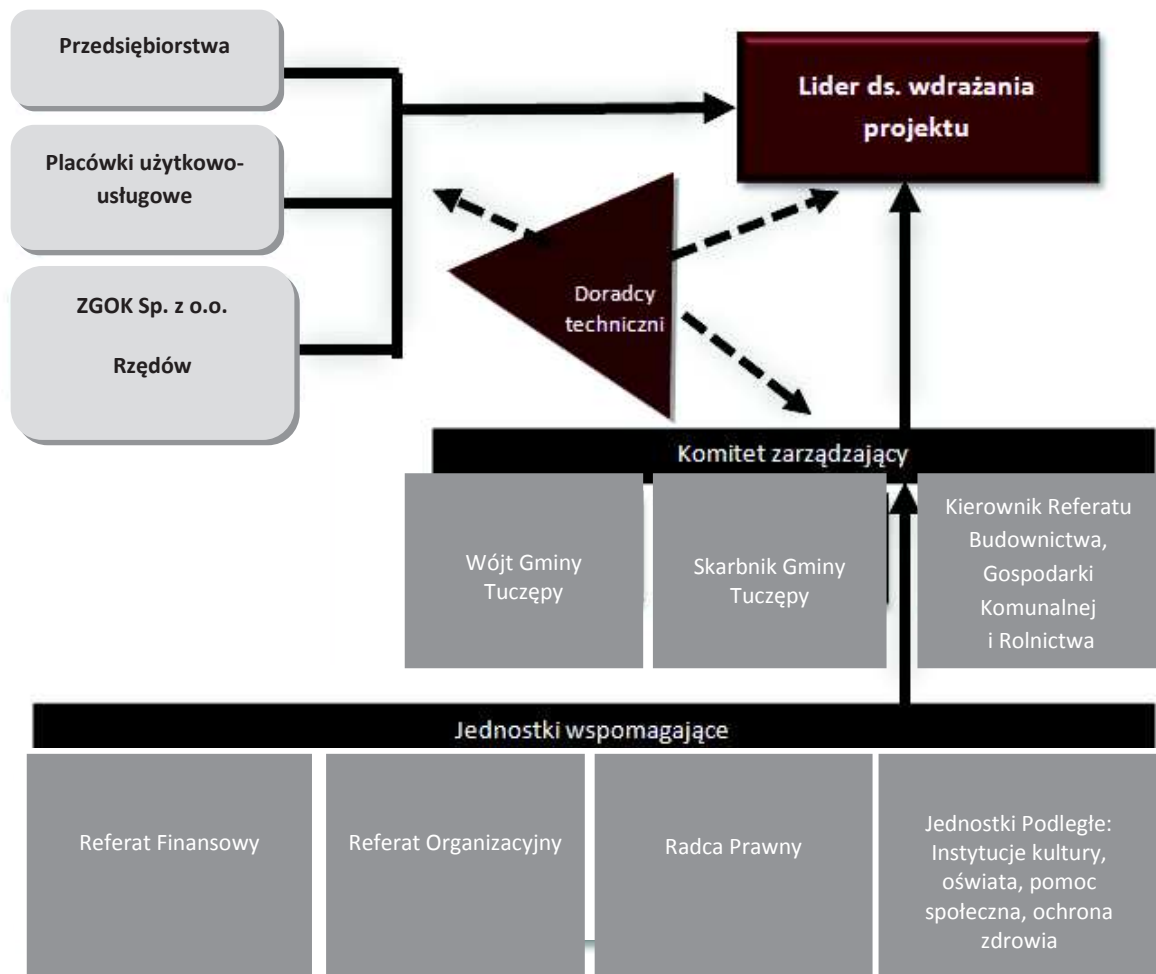 Przedsiębiorstwa
Placówki użytkowo-
usługowe
ZGOK Sp. z o.o.
Rzędów
Lider ds. wdrażania
projektu
Doradcy
techniczni
Komitet zarządzający
Wójt Gminy
Tuczępy
Skarbnik Gminy
Tuczępy
Kierownik Referatu
Budownictwa,
Gospodarki
Komunalnej
i Rolnictwa
Jednostki wspomagające
Referat Finansowy
Referat Organizacyjny
Radca Prawny
Jednostki Podległe:
Instytucje kultury,
oświata, pomoc
społeczna, ochrona
zdrowia